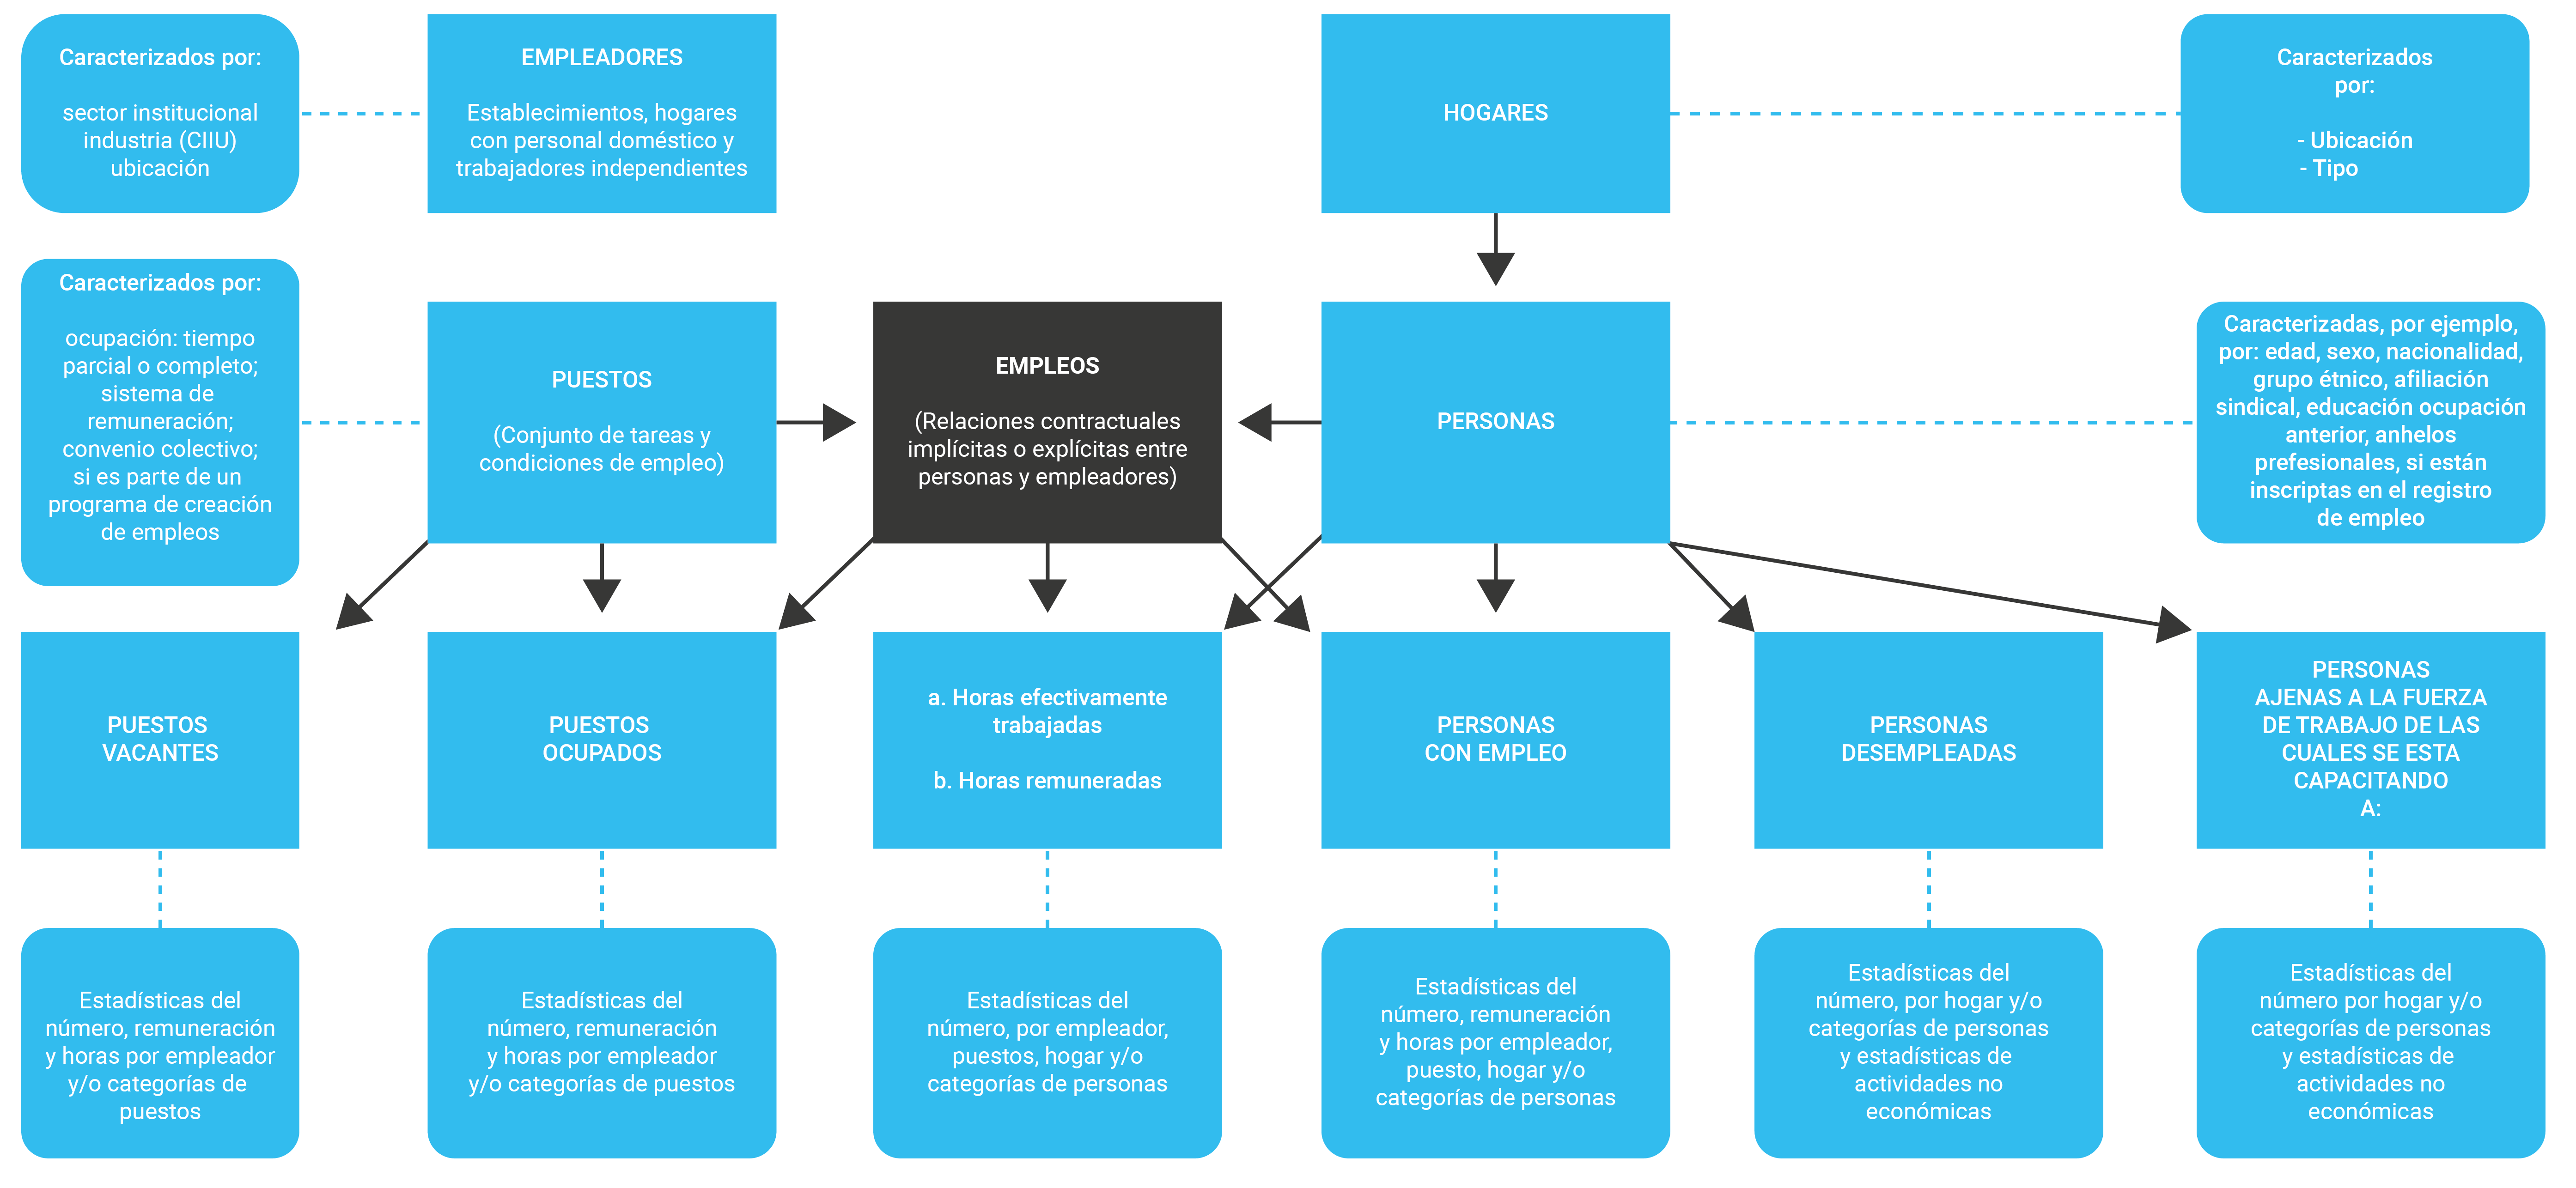 Caracterizados por:
sector institucional
industria (CIIU)
ubicación
EMPLEADORES
Establecimientos, hogares
con personal doméstico y
trabajadores independientes
HOGARES
Caracterizados
por:
- Ubicación
- Tipo
Caracterizados por:
ocupación: tiempo
parcial o completo;
sistema de
remuneración;
convenio colectivo;
si es parte de un
programa de creación
de empleos
PUESTOS
(Conjunto de tareas y
condiciones de empleo)
EMPLEOS
(Relaciones contractuales
implícitas o explícitas entre
personas y empleadores)
PERSONAS
Caracterizadas, por ejemplo,
por: edad, sexo, nacionalidad,
grupo étnico, afiliación
sindical, educación ocupación
anterior, anhelos
prefesionales, si están
inscriptas en el registro
de empleo
PUESTOS
VACANTES
PUESTOS
OCUPADOS
a. Horas efectivamente
trabajadas
b. Horas remuneradas
PERSONAS
CON EMPLEO
PERSONAS
DESEMPLEADAS
PERSONAS
AJENAS A LA FUERZA
DE TRABAJO DE LAS
CUALES SE ESTA
CAPACITANDO
A:
Estadísticas del
número, remuneración
y horas por empleador
y/o categorías de
puestos
Estadísticas del
número, remuneración
y horas por empleador
y/o categorías de puestos
Estadísticas del
número, por empleador,
puestos, hogar y/o
categorías de personas
Estadísticas del
número, remuneración
y horas por empleador,
puesto, hogar y/o
categorías de personas
Estadísticas del
número, por hogar y/o
categorías de personas
y estadísticas de
actividades no
económicas
Estadísticas del
número por hogar y/o
categorías de personas
y estadísticas de
actividades no
económicas